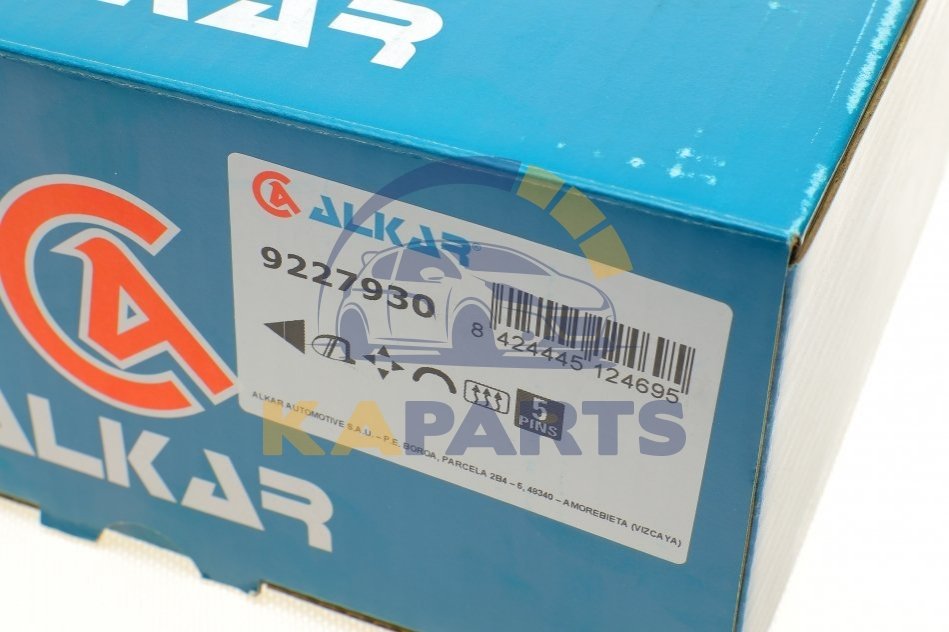 ALKAR
CA ALKAR
9227930
8 424445 124695
5
PINS
KAPARTS
ALKAR AUTOMOTIVE S.A.U. – P.E. BOROA, PARCELA 2B4 – 5, 48340 – AMOREBIETA (VIZCAYA)
ALKAR